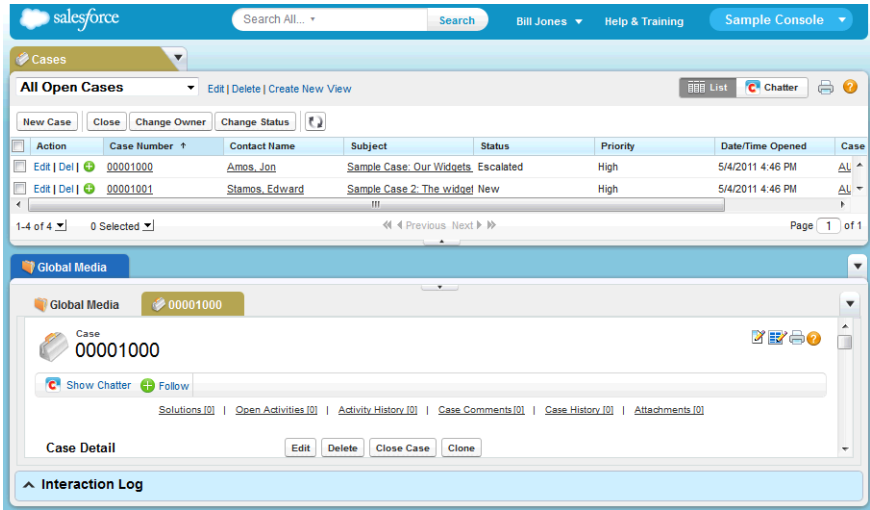 salesforce Search All... Search Bill Jones Help & Training Sample Console
Cases
All Open Cases Edit | Delete | Create New View List Chatter
New Case Close Change Owner Change Status
Action Case Number Contact Name Subject Status Priority Date/Time Opened Case
Edit | Del | 00001000 Amos, Jon Sample Case: Our Widgets Escalated High 5/4/2011 4:46 PM AU
Edit | Del | 00001001 Stamos, Edward Sample Case 2: The widget New High 5/4/2011 4:46 PM AU
1-4 of 4 0 Selected Previous Next Page 1 of 1
Global Media
Global Media 00001000
Case
00001000
Show Chatter Follow
Solutions [0] | Open Activities [0] | Activity History [0] | Case Comments [0] | Case History [0] | Attachments [0]
Case Detail Edit Delete Close Case Clone
Interaction Log